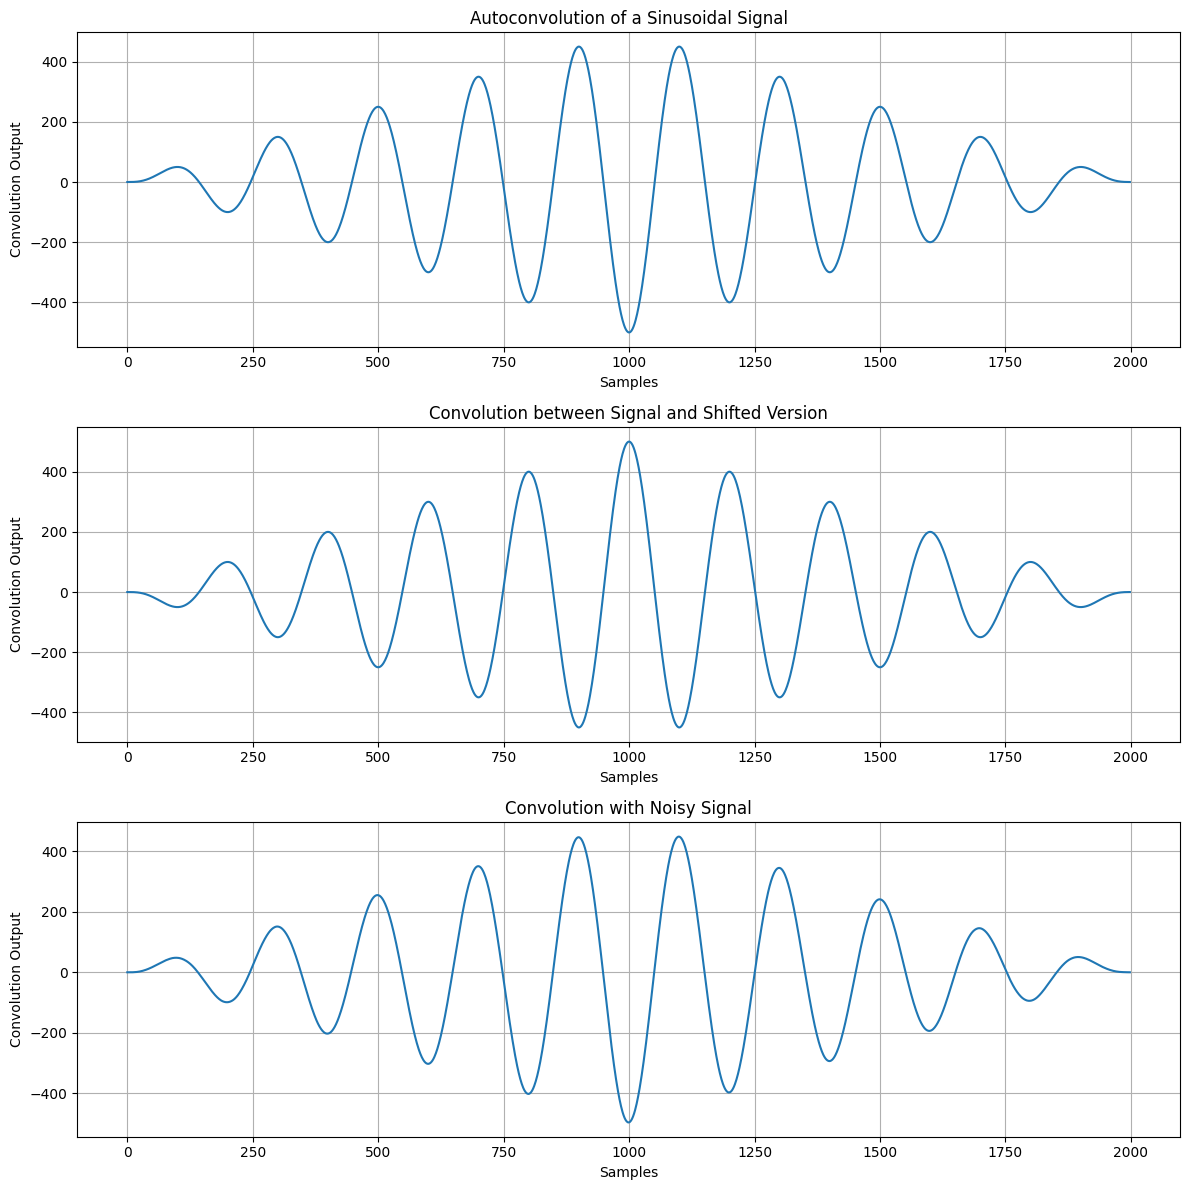 Autoconvolution of a Sinusoidal Signal
Convolution Output
400
200
0
−200
−400
0 250 500 750 1000 1250 1500 1750 2000
Samples
Convolution between Signal and Shifted Version
Convolution Output
400
200
0
−200
−400
0 250 500 750 1000 1250 1500 1750 2000
Samples
Convolution with Noisy Signal
Convolution Output
400
200
0
−200
−400
0 250 500 750 1000 1250 1500 1750 2000
Samples